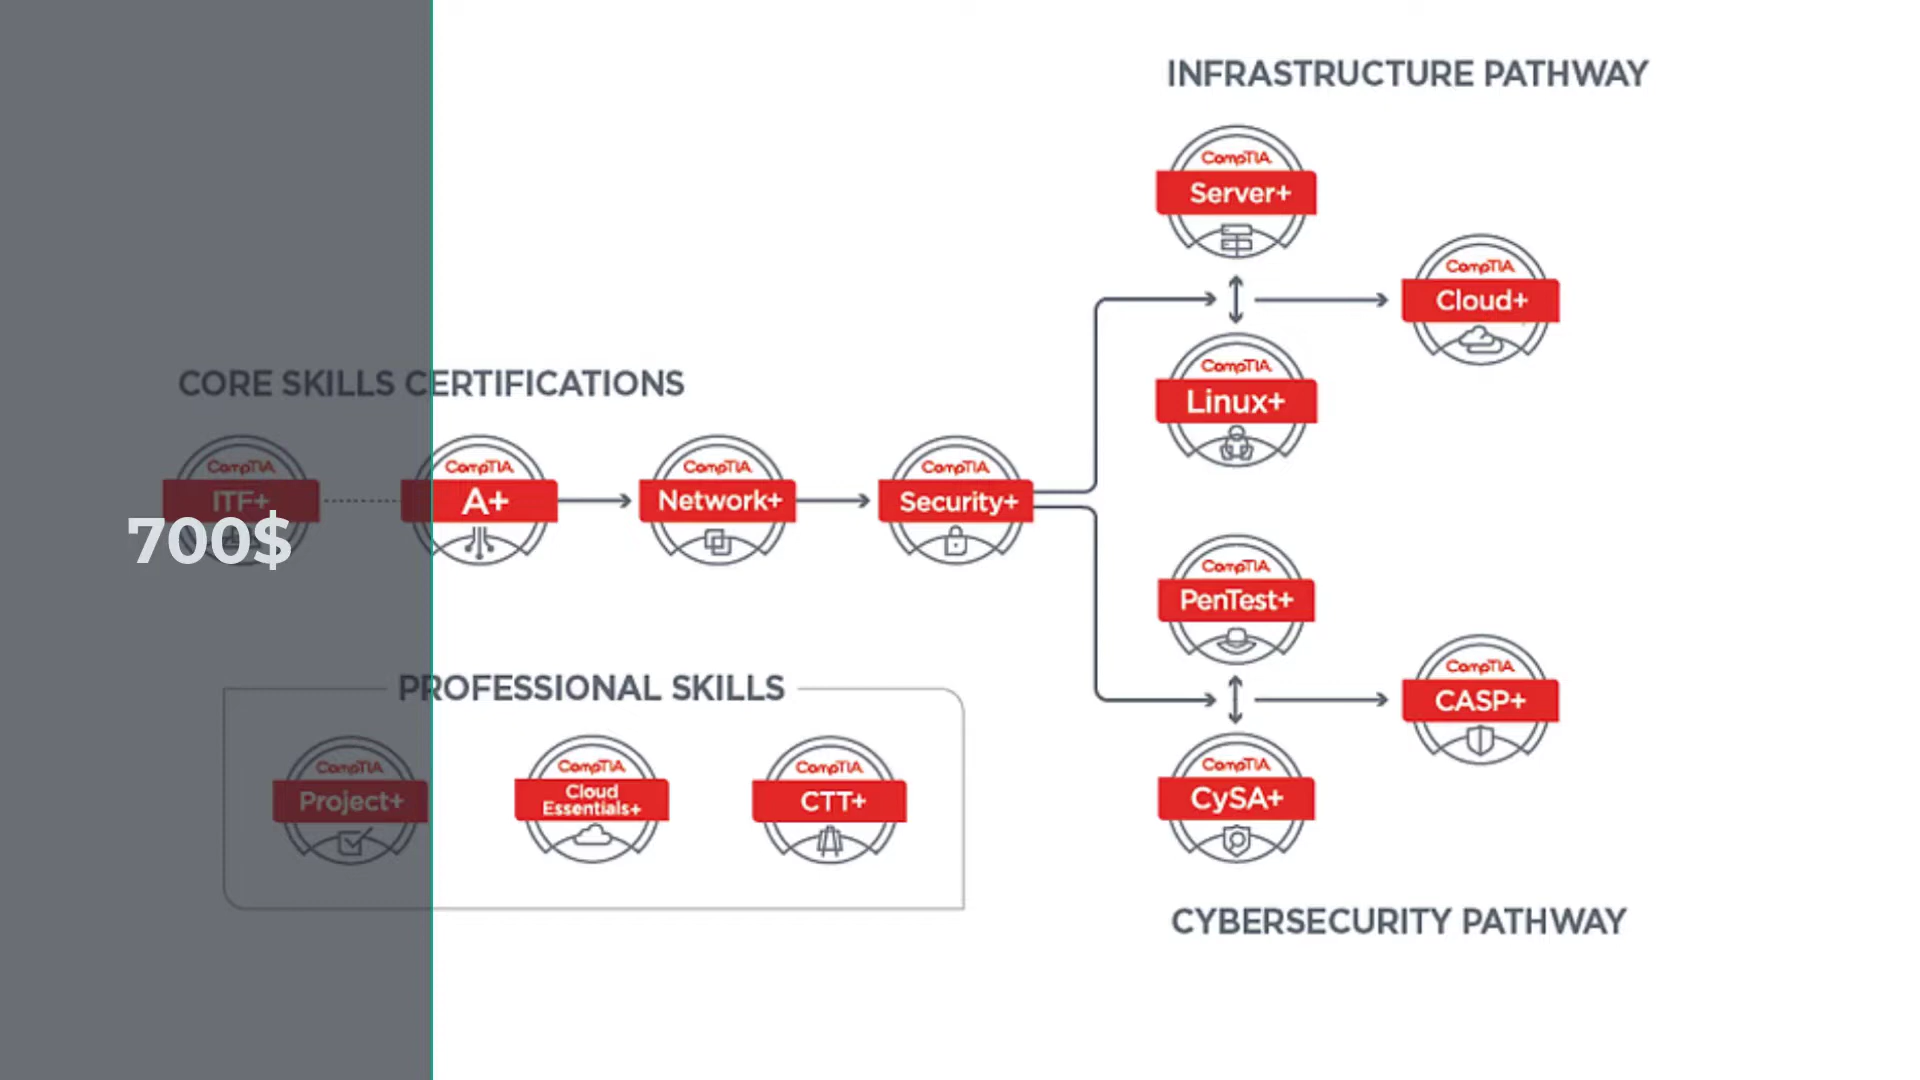 INFRASTRUCTURE PATHWAY
CompTIA
Server+
CompTIA
Cloud+
CompTIA
Linux+
CORE SKILLS CERTIFICATIONS
CompTIA
ITF+
CompTIA
A+
CompTIA
Network+
CompTIA
Security+
700$
CompTIA
PenTest+
CompTIA
CASP+
CompTIA
CySA+
PROFESSIONAL SKILLS
CompTIA
Project+
CompTIA
Cloud
Essentials+
CompTIA
CTT+
CYBERSECURITY PATHWAY